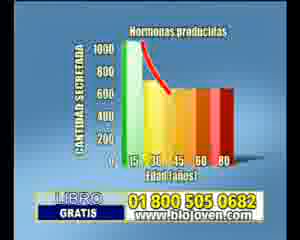 Hormonas producidas
CANTIDAD SECRETADA
1000
800
600
400
200
0
15 30 45 60 80
Edad (años)
LIBRO
GRATIS
01 800 505 0682
www.biojoven.com